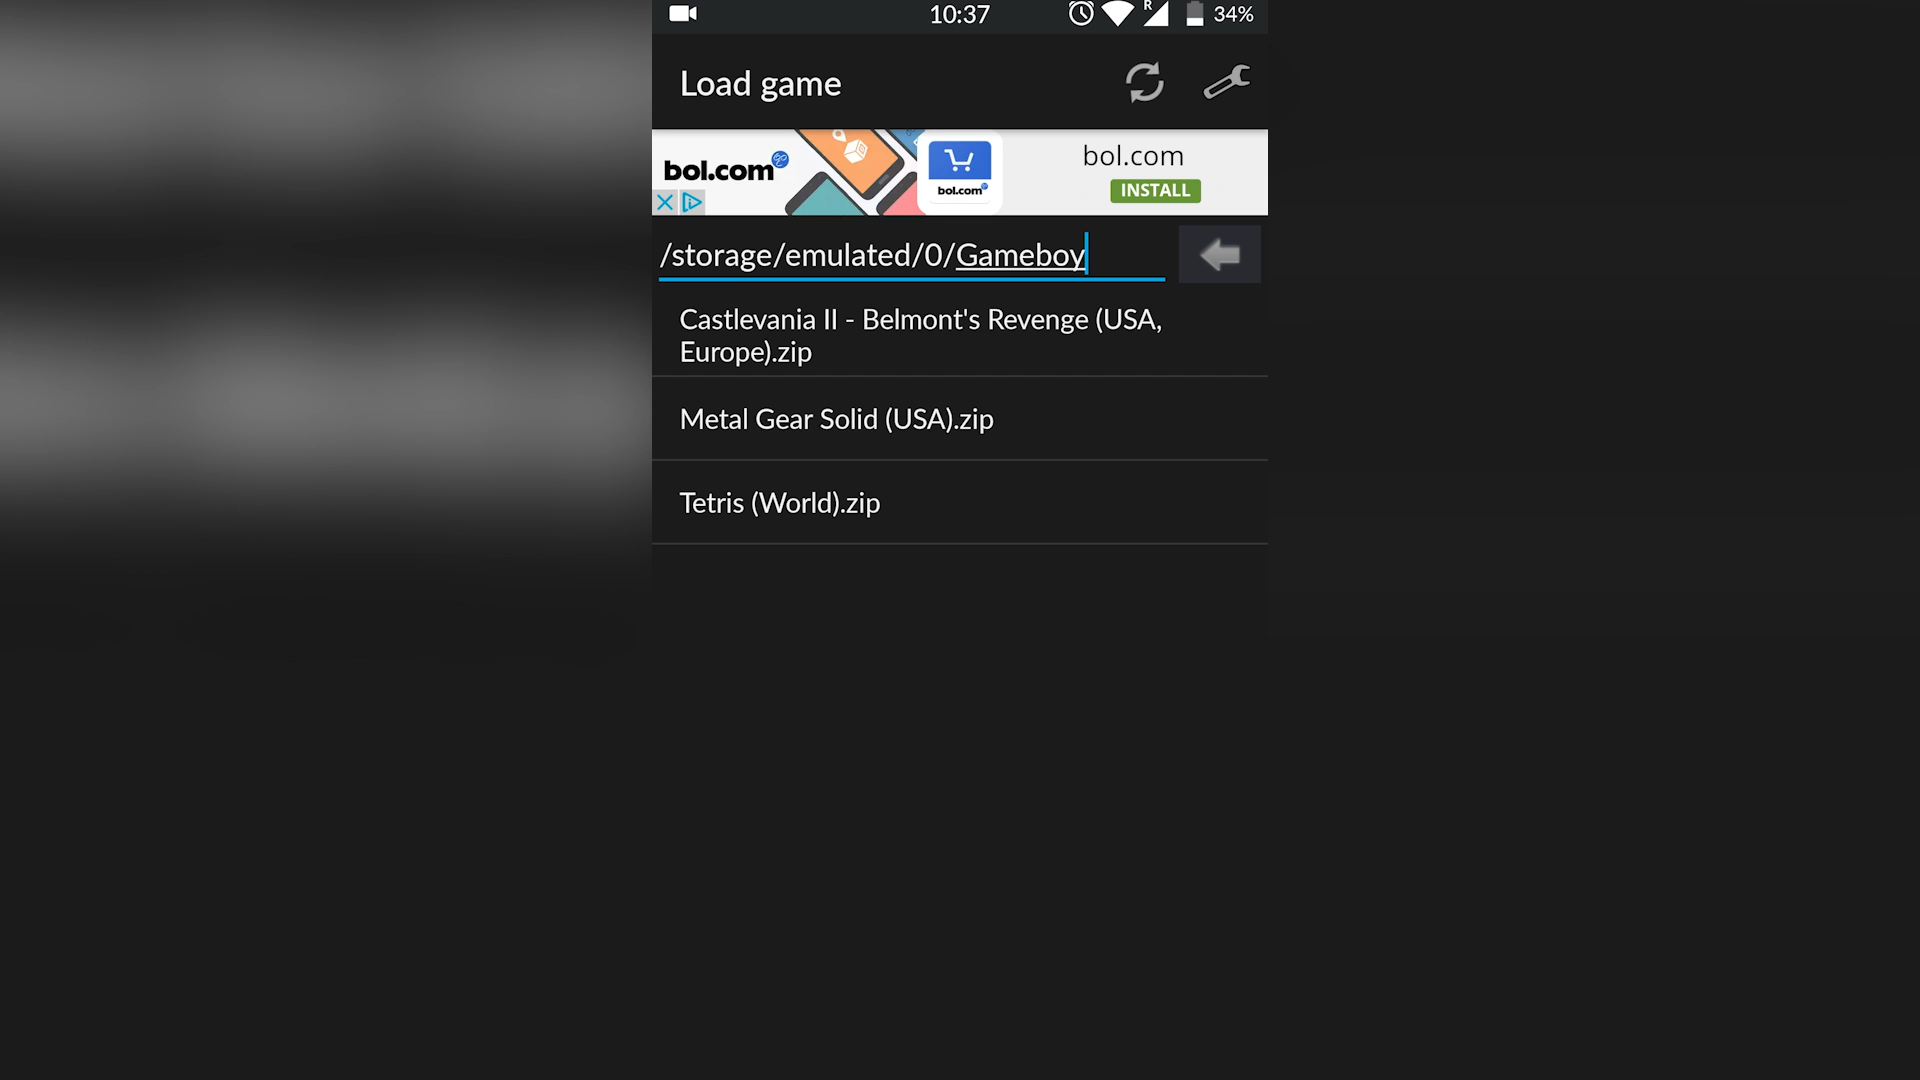 10:37
R
34%
Load game
bol.com
bol.com
bol.com
INSTALL
/storage/emulated/0/Gameboy
Castlevania II - Belmont's Revenge (USA,
Europe).zip
Metal Gear Solid (USA).zip
Tetris (World).zip